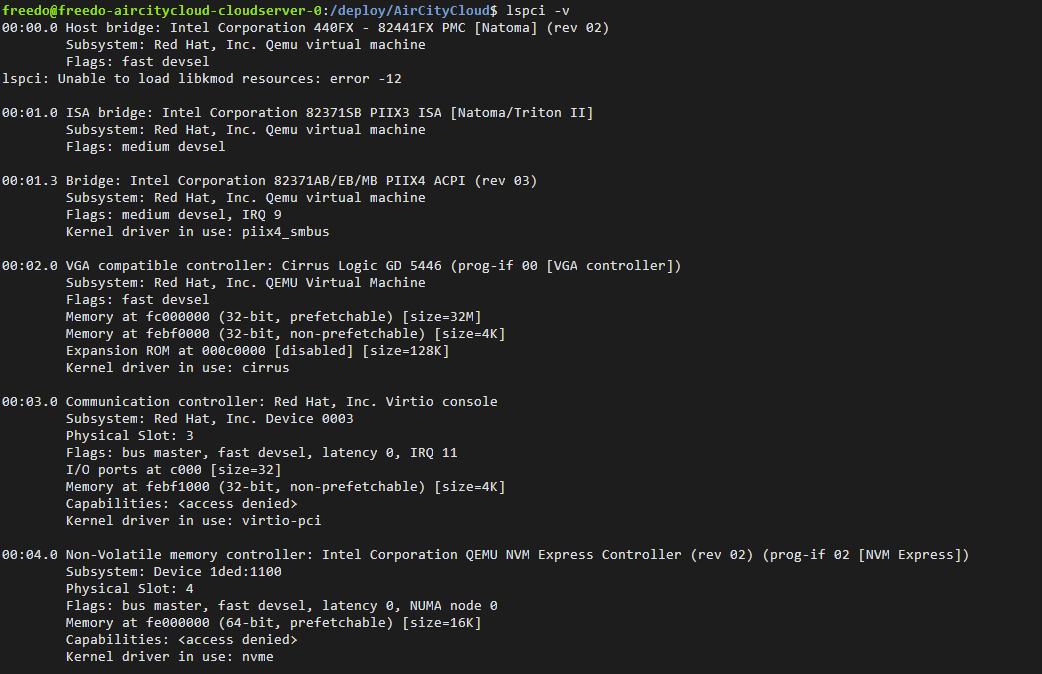 freedo@freedo-aircitycloud-cloudserver-0:/deploy/AirCityCloud$ lspci -v
00:00.0 Host bridge: Intel Corporation 440FX - 82441FX PMC [Natoma] (rev 02)
        Subsystem: Red Hat, Inc. Qemu virtual machine
        Flags: fast devsel
lspci: Unable to load libkmod resources: error -12

00:01.0 ISA bridge: Intel Corporation 82371SB PIIX3 ISA [Natoma/Triton II]
        Subsystem: Red Hat, Inc. Qemu virtual machine
        Flags: medium devsel

00:01.3 Bridge: Intel Corporation 82371AB/EB/MB PIIX4 ACPI (rev 03)
        Subsystem: Red Hat, Inc. Qemu virtual machine
        Flags: medium devsel, IRQ 9
        Kernel driver in use: piix4_smbus

00:02.0 VGA compatible controller: Cirrus Logic GD 5446 (prog-if 00 [VGA controller])
        Subsystem: Red Hat, Inc. QEMU Virtual Machine
        Flags: fast devsel
        Memory at fc000000 (32-bit, prefetchable) [size=32M]
        Memory at febf0000 (32-bit, non-prefetchable) [size=4K]
        Expansion ROM at 000c0000 [disabled] [size=128K]
        Kernel driver in use: cirrus

00:03.0 Communication controller: Red Hat, Inc. Virtio console
        Subsystem: Red Hat, Inc. Device 0003
        Physical Slot: 3
        Flags: bus master, fast devsel, latency 0, IRQ 11
        I/O ports at c000 [size=32]
        Memory at febf1000 (32-bit, non-prefetchable) [size=4K]
        Capabilities: <access denied>
        Kernel driver in use: virtio-pci

00:04.0 Non-Volatile memory controller: Intel Corporation QEMU NVM Express Controller (rev 02) (prog-if 02 [NVM Express])
        Subsystem: Device 1ded:1100
        Physical Slot: 4
        Flags: bus master, fast devsel, latency 0, NUMA node 0
        Memory at fe000000 (64-bit, prefetchable) [size=16K]
        Capabilities: <access denied>
        Kernel driver in use: nvme